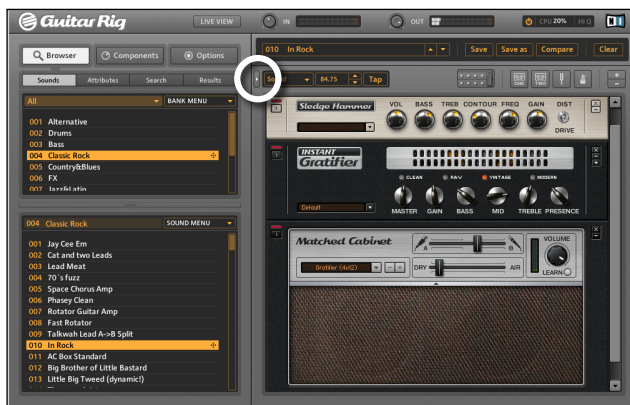 Guitar Rig
LIVE VIEW
IN
OUT
CPU 20%
HI Q
Browser
Components
Options
010 In Rock
Save
Save as
Compare
Clear
Sounds
Attributes
Search
Results
84.75
Tap
ONE
TWO
All
BANK MENU
001 Alternative
002 Drums
003 Bass
004 Classic Rock
005 Country&Blues
006 FX
007 Jazz&Latin
004 Classic Rock
SOUND MENU
001 Jay Cee Em
002 Cat and two Leads
003 Lead Meat
004 70´s fuzz
005 Space Chorus Amp
006 Phasey Clean
007 Rotator Guitar Amp
008 Fast Rotator
009 Talkwah Lead A->B Split
010 In Rock
011 AC Box Standard
012 Big Brother of Little Bastard
013 Little Big Tweed (dynamic!)
Sledge Hammer
VOL BASS TREB CONTOUR FREQ GAIN DIST
DRIVE
INSTANT
Gratifier
CLEAN RAW VINTAGE MODERN
Default
MASTER GAIN BASS MID TREBLE PRESENCE
Matched Cabinet
A B
VOLUME
Gratifier (4x12)
DRY AIR
LEARN